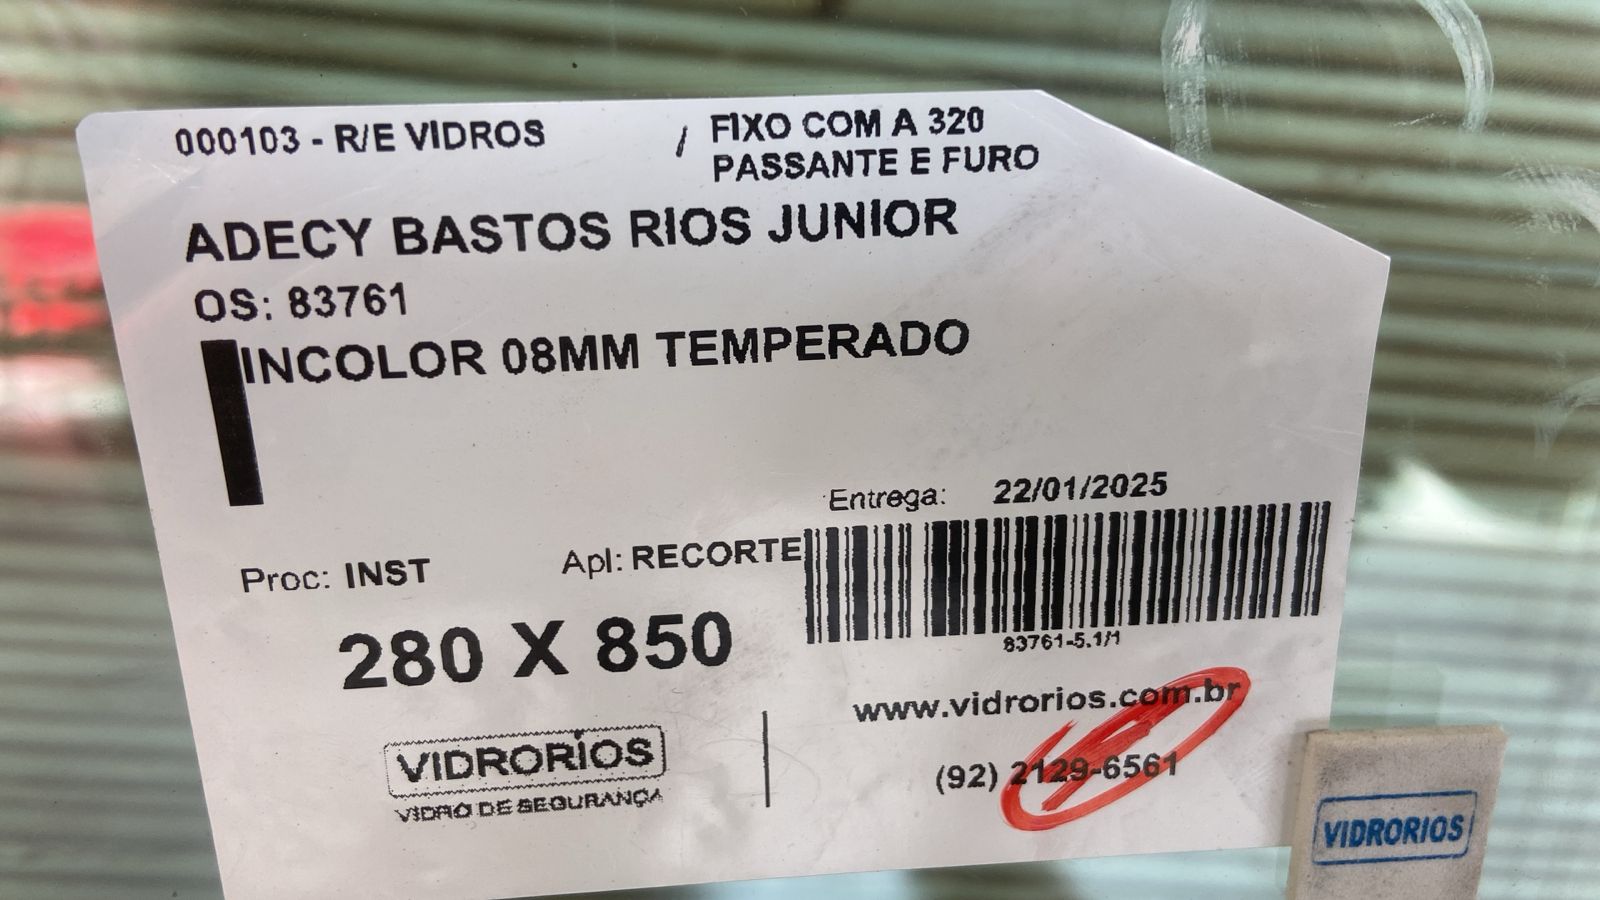 000103 - R/E VIDROS / FIXO COM A 320
PASSANTE E FURO
ADECY BASTOS RIOS JUNIOR
OS: 83761
INCOLOR 08MM TEMPERADO
Entrega: 22/01/2025
Proc: INST Apl: RECORTE
83761-5.1/1
280 X 850
www.vidrorios.com.br
VIDRORIOS
VIDRO DE SEGURANÇA
(92) 2129-6561
VIDRORIOS